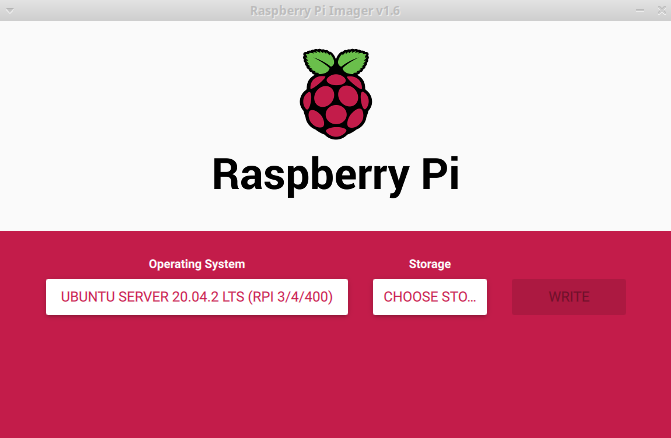 Raspberry Pi Imager v1.6
Raspberry Pi
Operating System
Storage
UBUNTU SERVER 20.04.2 LTS (RPI 3/4/400)
CHOOSE STO...
WRITE